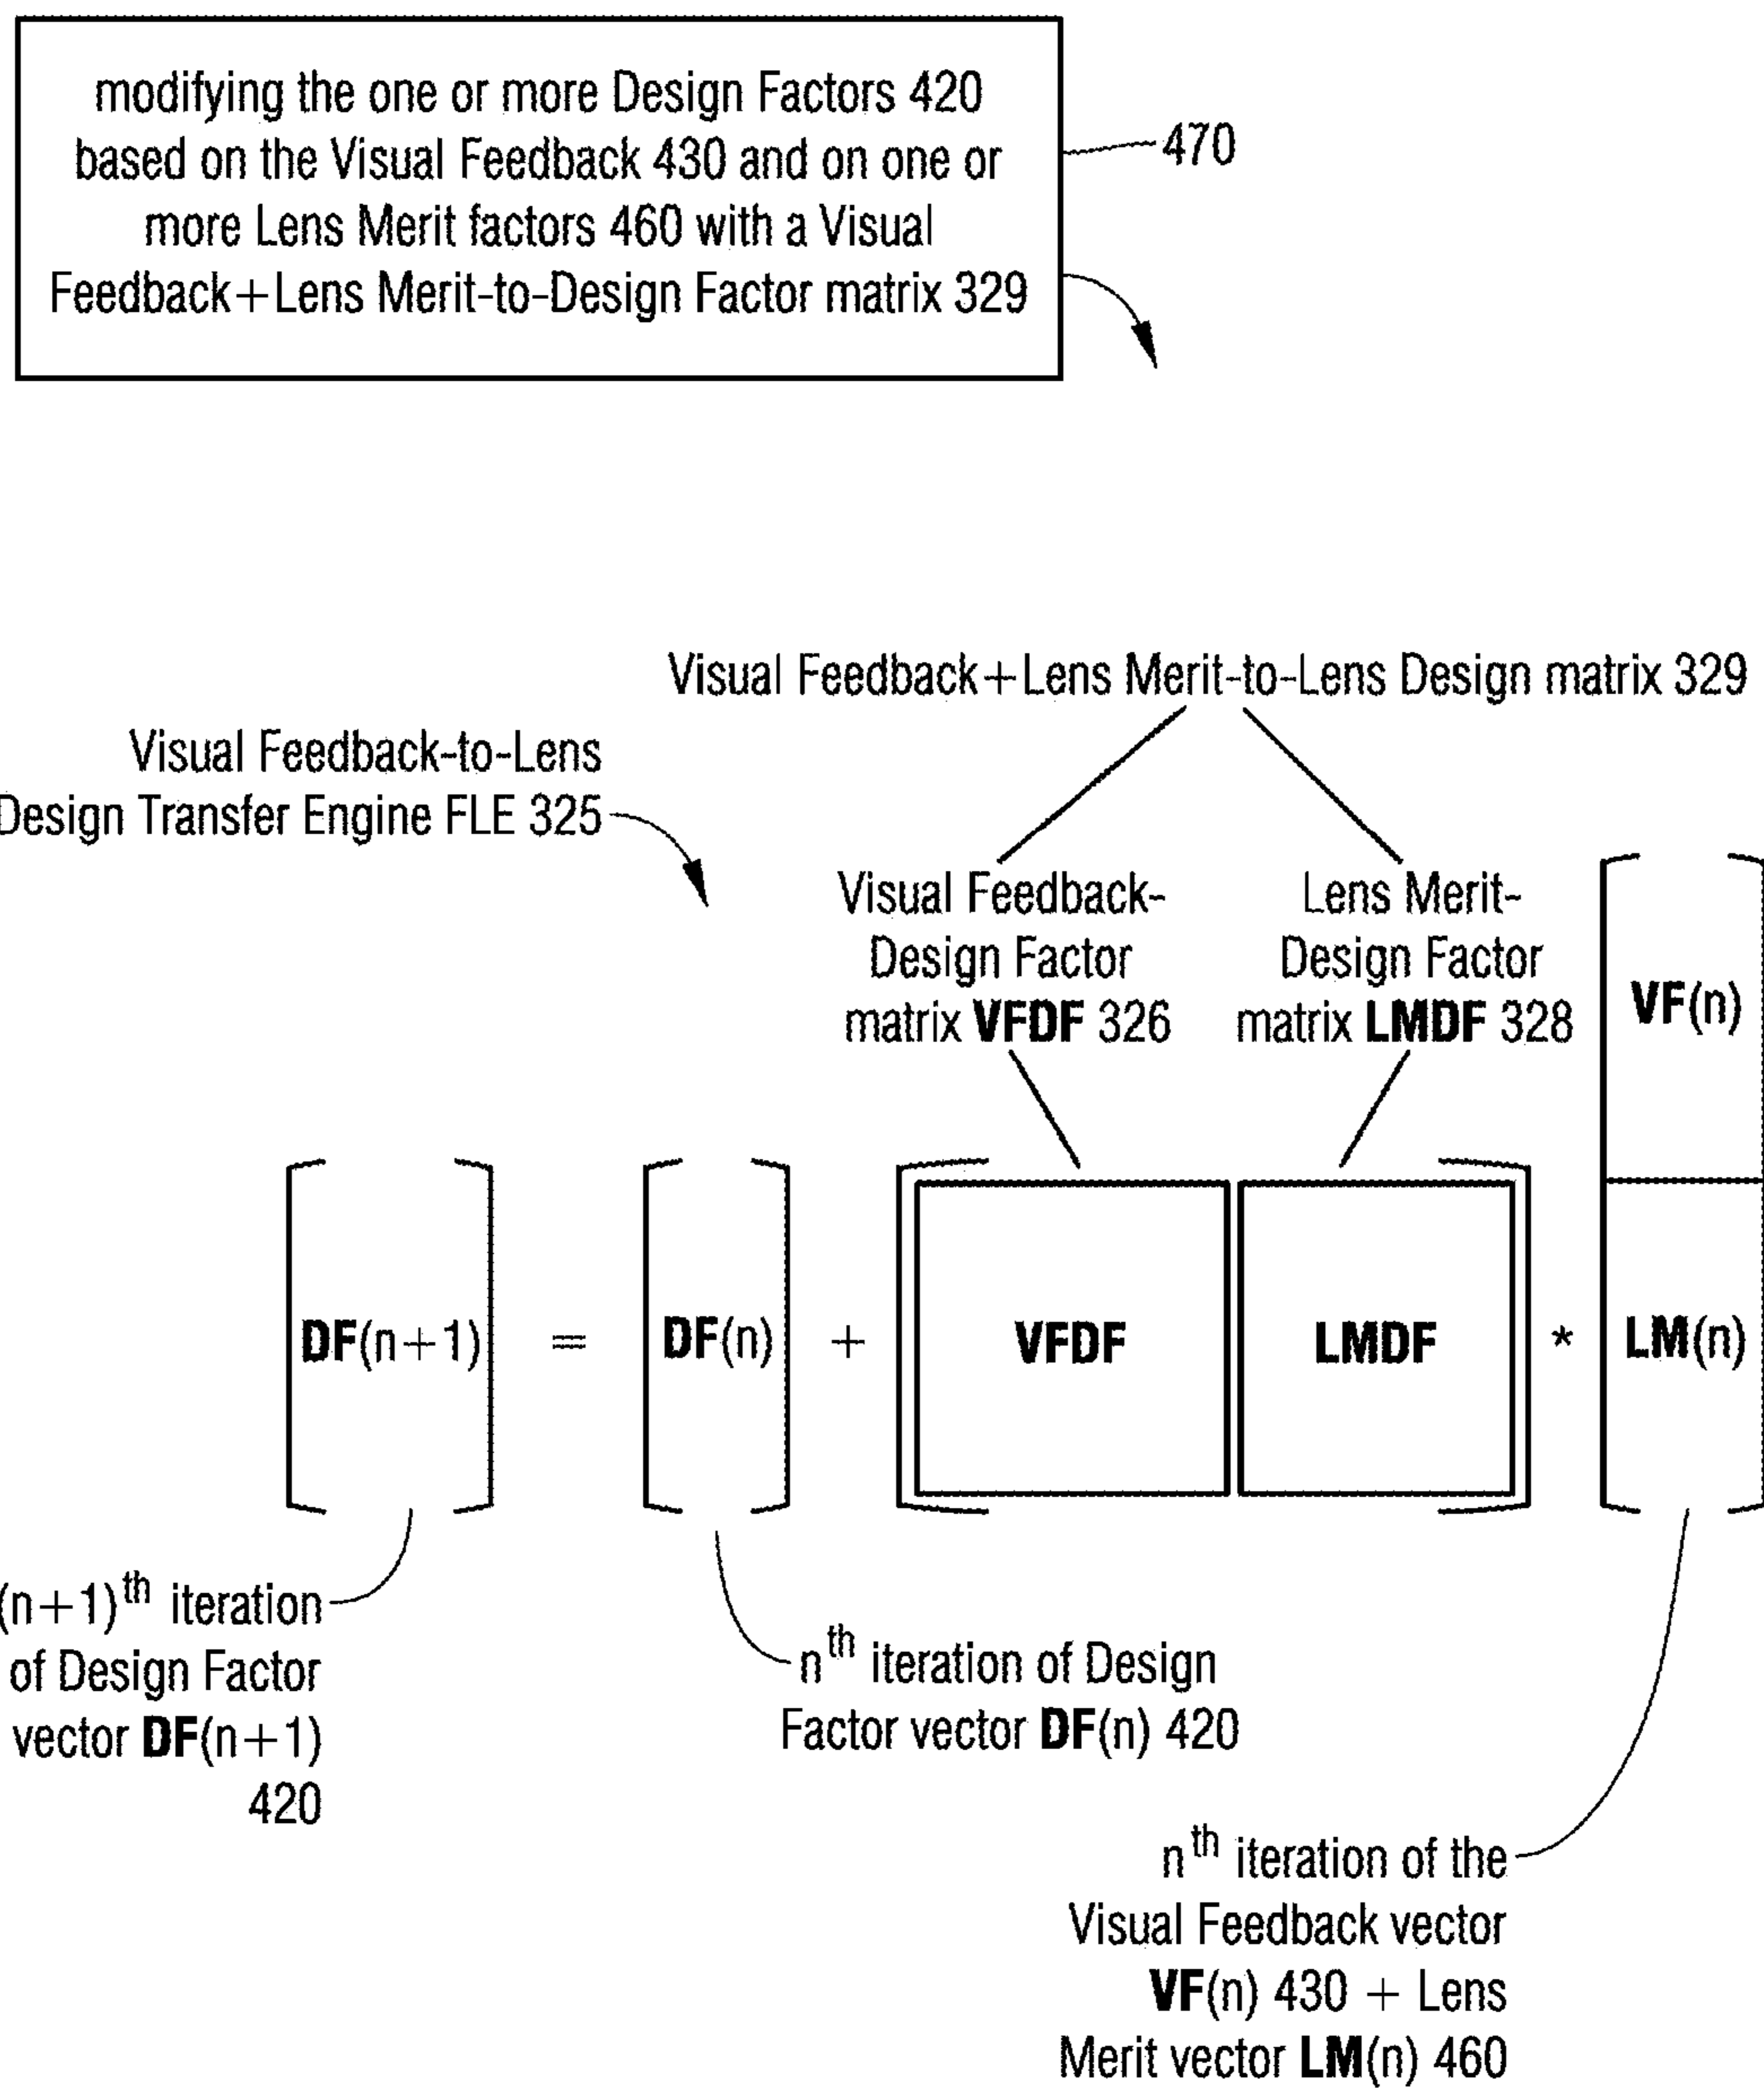 modifying the one or more Design Factors 420
based on the Visual Feedback 430 and on one or
more Lens Merit factors 460 with a Visual
Feedback+Lens Merit-to-Design Factor matrix 329
470
Visual Feedback+Lens Merit-to-Lens Design matrix 329
Visual Feedback-to-Lens
Design Transfer Engine FLE 325
Visual Feedback-
Design Factor
matrix VFDF 326
Lens Merit-
Design Factor
matrix LMDF 328
VF(n)
DF(n+1) = DF(n) + VFDF LMDF * LM(n)
(n+1)th iteration
of Design Factor
vector DF(n+1)
420
nth iteration of Design
Factor vector DF(n) 420
nth iteration of the
Visual Feedback vector
VF(n) 430 + Lens
Merit vector LM(n) 460